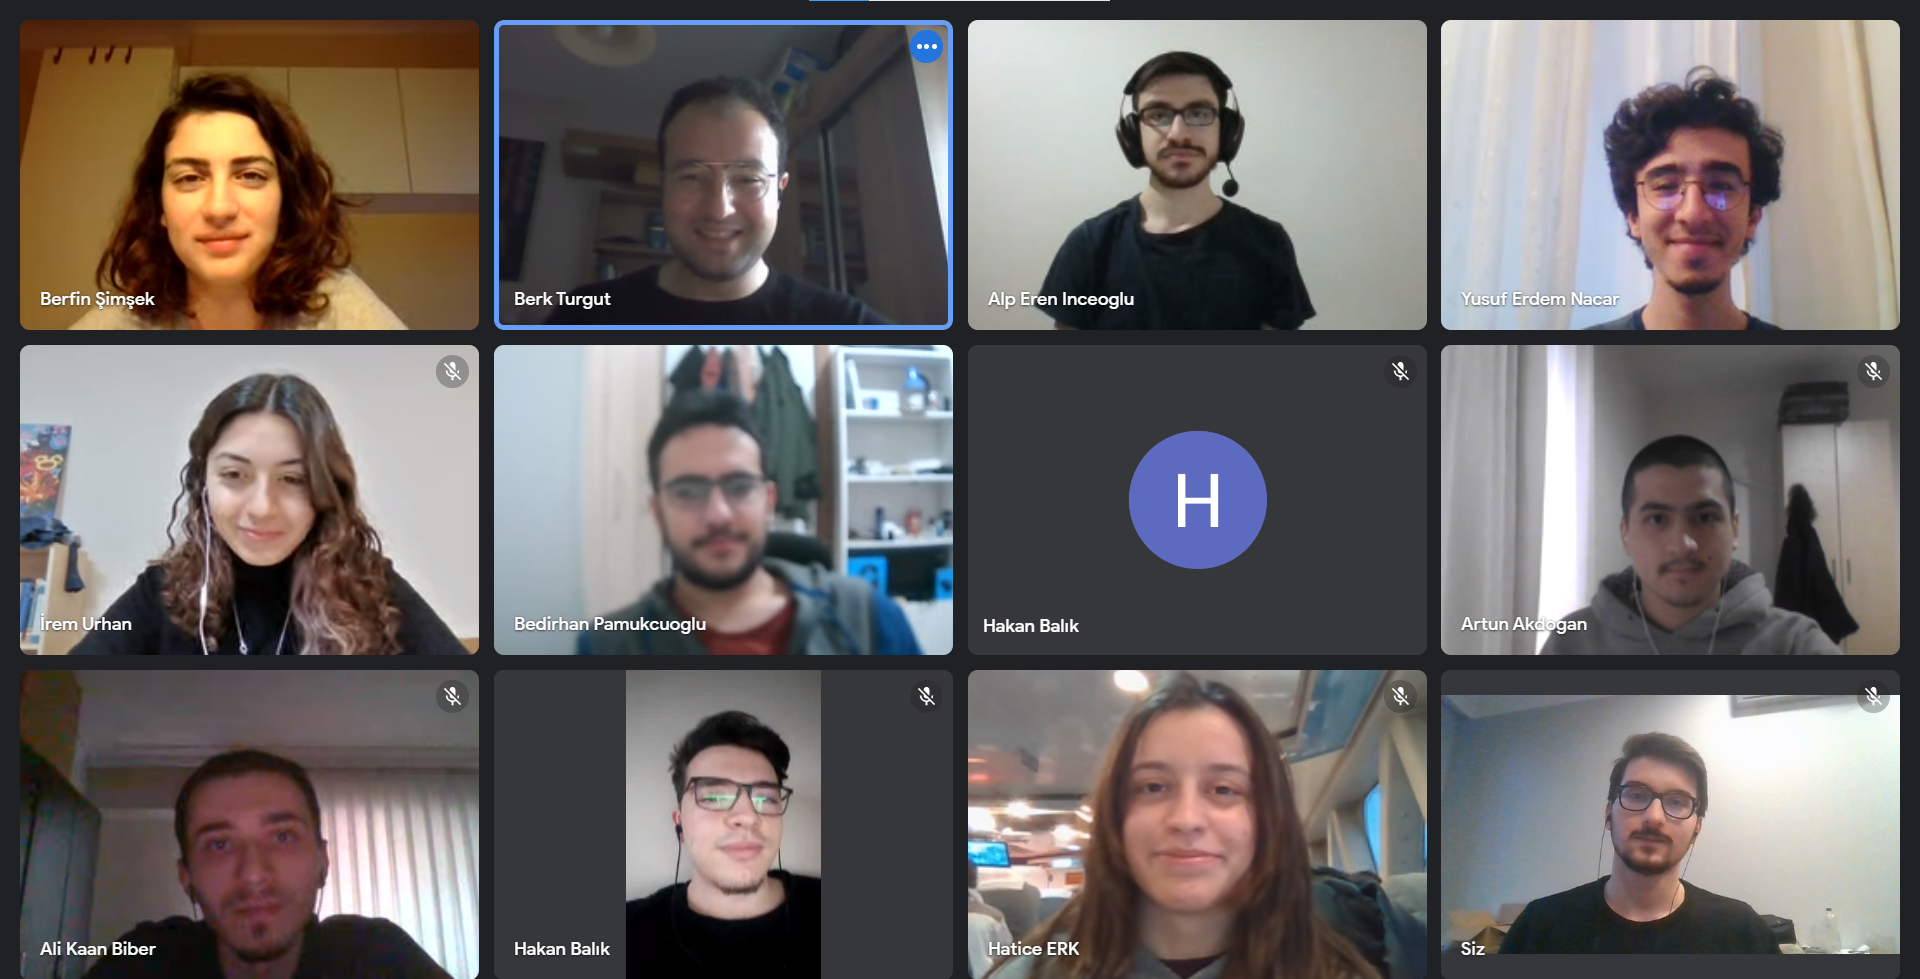 Berfin Şimşek
Berk Turgut
Alp Eren Inceoglu
Yusuf Erdem Nacar
İrem Urhan
Bedirhan Pamukcuoglu
H
Hakan Balık
Artun Akdogan
Ali Kaan Biber
Hakan Balık
Hatice ERK
Siz